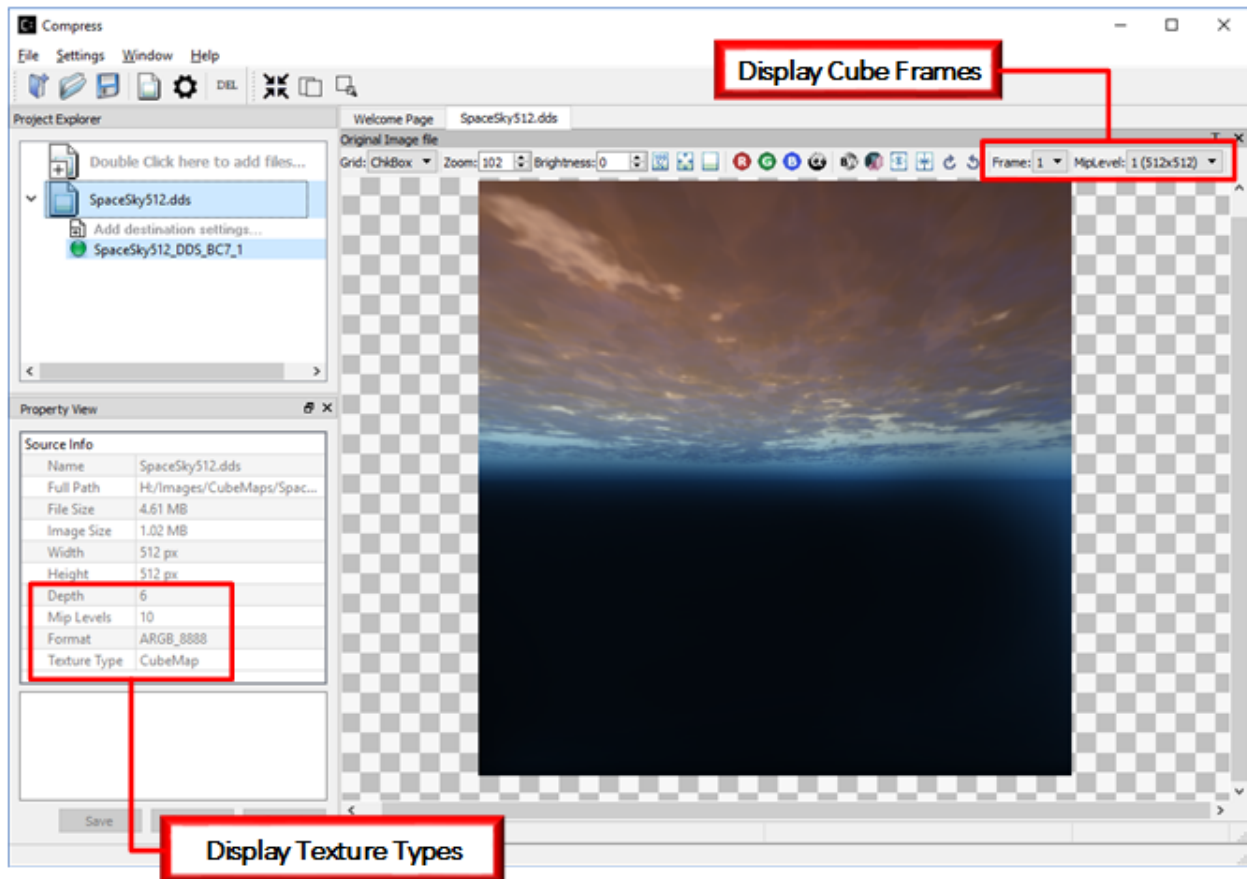 Compress
File Settings Window Help
DEL
Display Cube Frames
Project Explorer
Welcome Page SpaceSky512.dds
Original Image file
Grid: ChkBox Zoom: 102 Brightness: 0 R G B Frame: 1 MipLevel: 1 (512x512)
Double Click here to add files...
SpaceSky512.dds
Add destination settings...
SpaceSky512_DDS_BC7_1
Property View
Source Info
Name SpaceSky512.dds
Full Path H:/Images/CubeMaps/Spac...
File Size 4.61 MB
Image Size 1.02 MB
Width 512 px
Height 512 px
Depth 6
Mip Levels 10
Format ARGB_8888
Texture Type CubeMap
Save
Display Texture Types